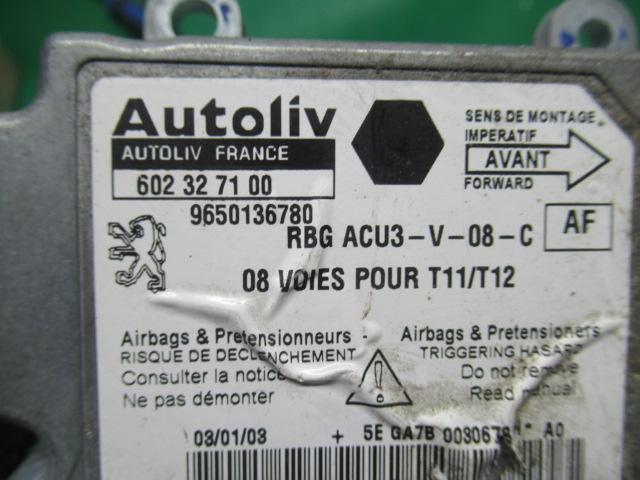 Autoliv
AUTOLIV FRANCE
602 32 71 00
9650136780
SENS DE MONTAGE
IMPERATIF
AVANT
FORWARD
RBG ACU3-V-08-C
AF
08 VOIES POUR T11/T12
Airbags & Pretensionneurs -
RISQUE DE DECLENCHEMENT
Consulter la notice
Ne pas démonter
Airbags & Pretensioners
TRIGGERING HASARD
Do not remove
Read manual
03/01/03 + 5E GA7B 003067 A0